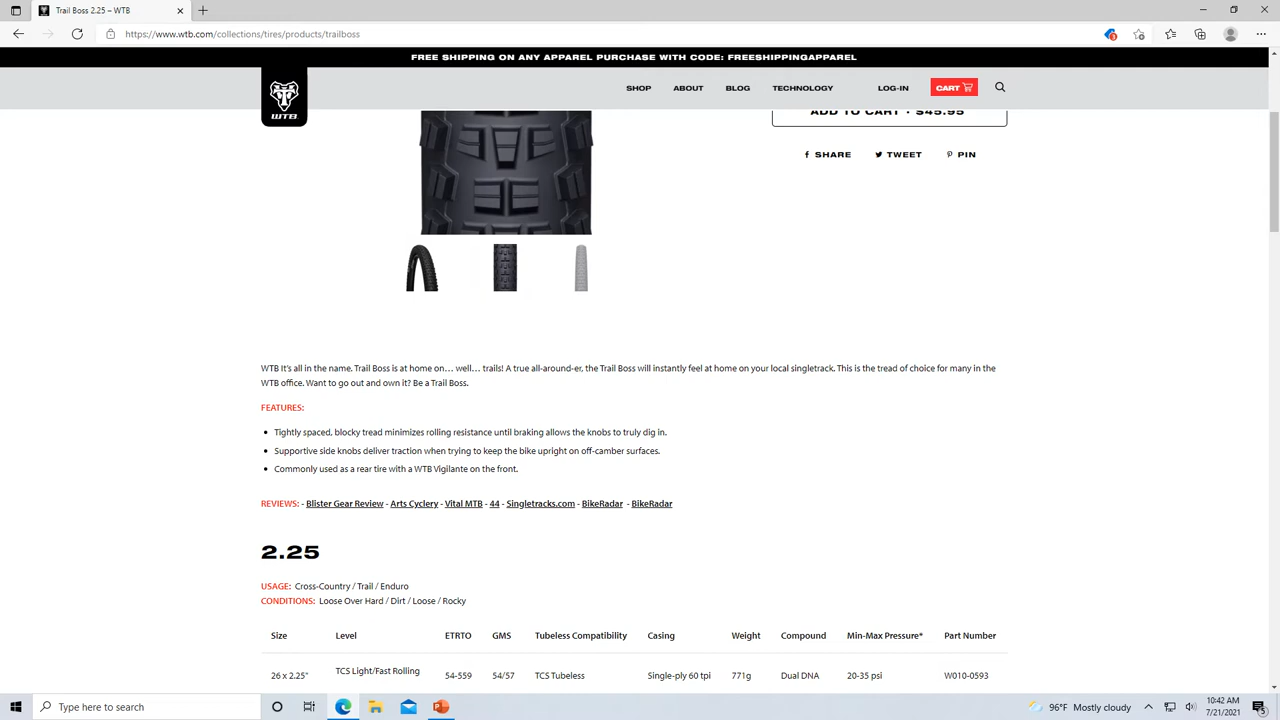 Trail Boss 2.25 – WTB
https://www.wtb.com/collections/tires/products/trailboss
FREE SHIPPING ON ANY APPAREL PURCHASE WITH CODE: FREESHIPPINGAPPAREL
WTB
SHOP ABOUT BLOG TECHNOLOGY LOG-IN CART
ADD TO CART • $45.95
SHARE TWEET PIN
WTB It's all in the name. Trail Boss is at home on… well… trails! A true all-around-er, the Trail Boss will instantly feel at home on your local singletrack. This is the tread of choice for many in the
WTB office. Want to go out and own it? Be a Trail Boss.
FEATURES:
• Tightly spaced, blocky tread minimizes rolling resistance until braking allows the knobs to truly dig in.
• Supportive side knobs deliver traction when trying to keep the bike upright on off-camber surfaces.
• Commonly used as a rear tire with a WTB Vigilante on the front.
REVIEWS: - Blister Gear Review - Arts Cyclery - Vital MTB - 44 - Singletracks.com - BikeRadar - BikeRadar
2.25
USAGE: Cross-Country / Trail / Enduro
CONDITIONS: Loose Over Hard / Dirt / Loose / Rocky
Size Level ETRTO GMS Tubeless Compatibility Casing Weight Compound Min-Max Pressure* Part Number
TCS Light/Fast Rolling
26 x 2.25" 54-559 54/57 TCS Tubeless Single-ply 60 tpi 771g Dual DNA 20-35 psi W010-0593
Type here to search
96°F Mostly cloudy
10:42 AM
7/21/2021